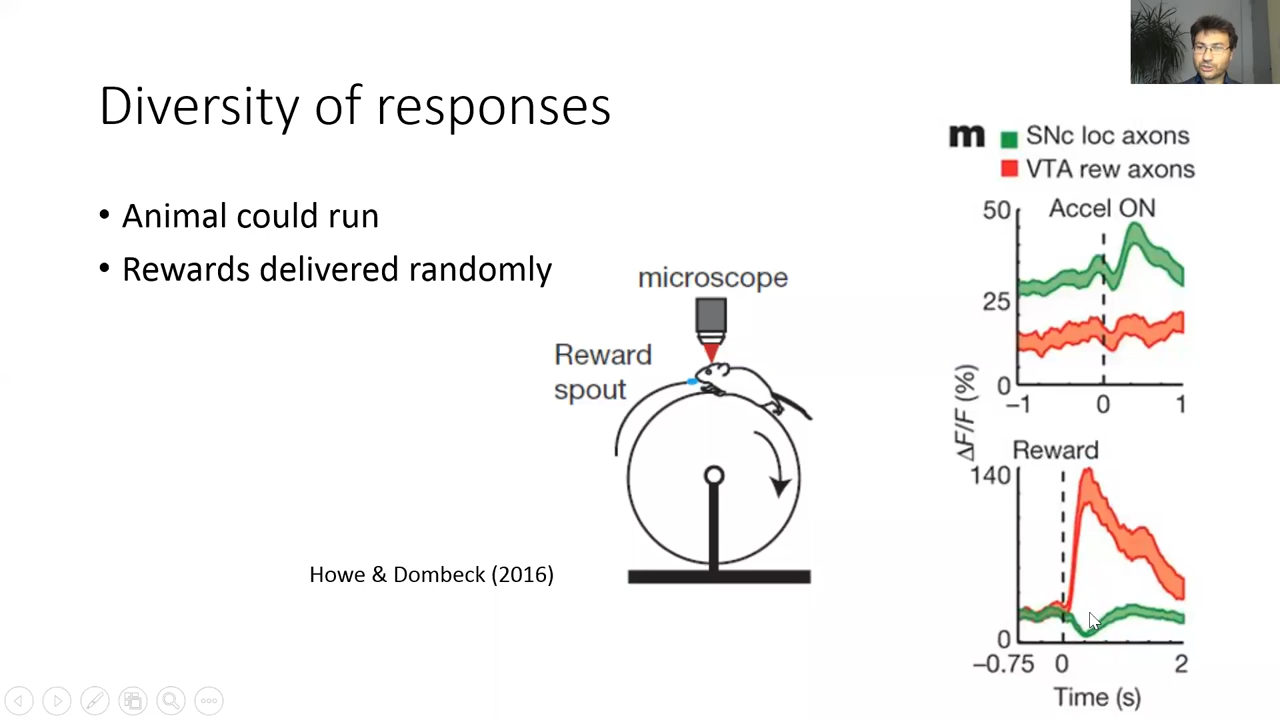 Diversity of responses
• Animal could run
• Rewards delivered randomly
microscope
Reward
spout
Howe & Dombeck (2016)
m
SNc loc axons
VTA rew axons
Accel ON
50
25
0
−1
0
1
ΔF/F (%)
Reward
140
0
−0.75
0
2
Time (s)